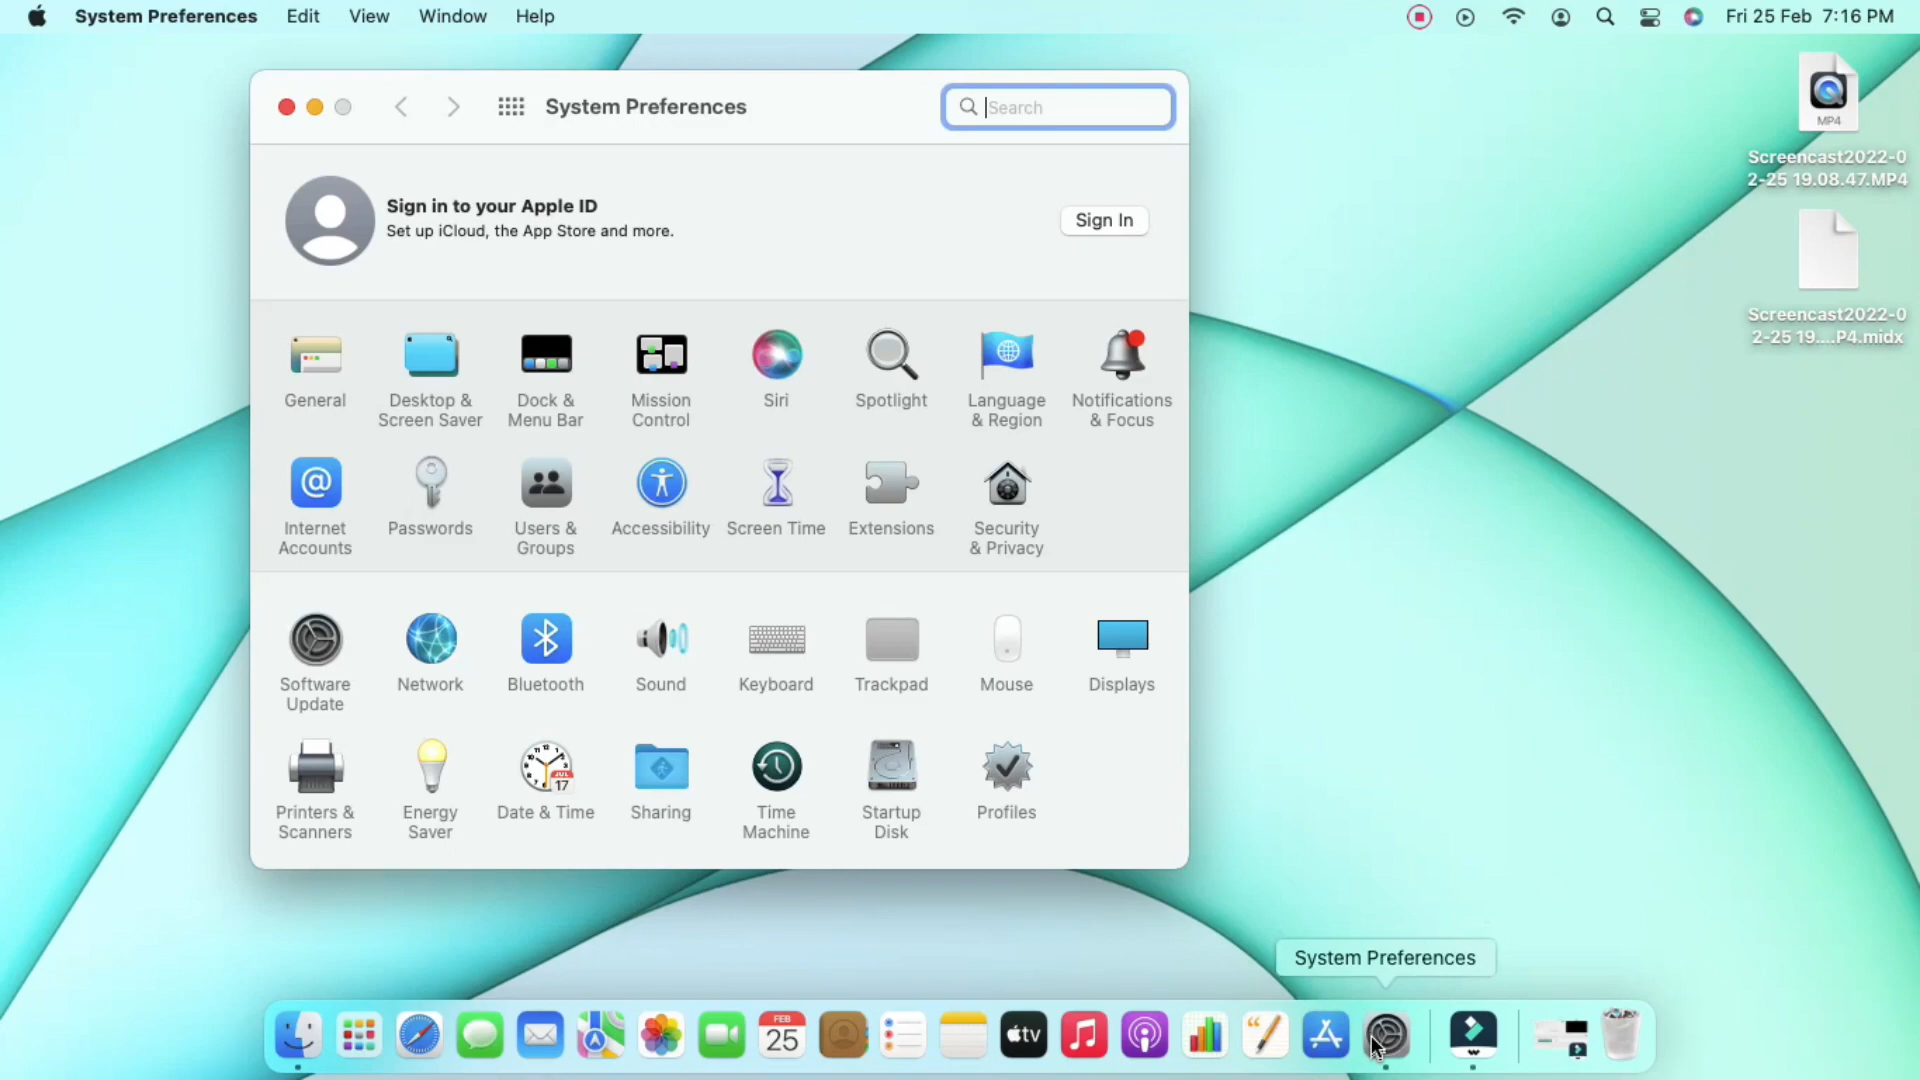 System Preferences Edit View Window Help Fri 25 Feb 7:16 PM
System Preferences
Search
Sign in to your Apple ID
Set up iCloud, the App Store and more.
Sign In
General
Desktop &
Screen Saver
Dock &
Menu Bar
Mission
Control
Siri
Spotlight
Language
& Region
Notifications
& Focus
Internet
Accounts
Passwords
Users &
Groups
Accessibility
Screen Time
Extensions
Security
& Privacy
Software
Update
Network
Bluetooth
Sound
Keyboard
Trackpad
Mouse
Displays
Printers &
Scanners
Energy
Saver
JUL
17
Date & Time
Sharing
Time
Machine
Startup
Disk
Profiles
MP4
Screencast2022-0
2-25 19.08.47.MP4
Screencast2022-0
2-25 19....P4.midx
System Preferences
FEB
25
tv